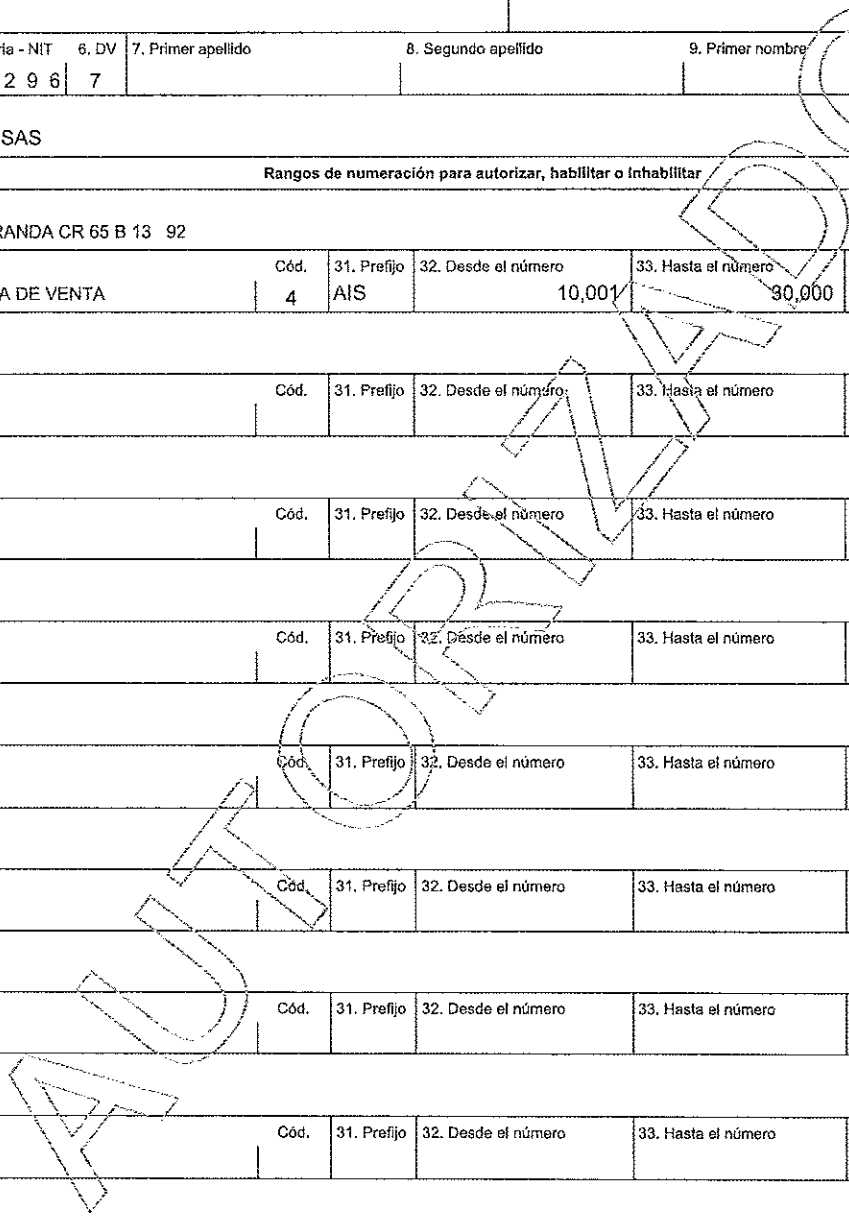 ria - NIT 6. DV 7. Primer apellido 8. Segundo apellido 9. Primer nombre
2 9 6 7
SAS
Rangos de numeración para autorizar, habilitar o inhabilitar
RANDA CR 65 B 13 92
Cód. 31. Prefijo 32. Desde el número 33. Hasta el número
A DE VENTA 4 AIS 10,001 30,000
Cód. 31. Prefijo 32. Desde el número 33. Hasta el número
Cód. 31. Prefijo 32. Desde el número 33. Hasta el número
Cód. 31. Prefijo 32. Desde el número 33. Hasta el número
Cód. 31. Prefijo 32. Desde el número 33. Hasta el número
Cód. 31. Prefijo 32. Desde el número 33. Hasta el número
Cód. 31. Prefijo 32. Desde el número 33. Hasta el número
Cód. 31. Prefijo 32. Desde el número 33. Hasta el número
AUTORIZADO